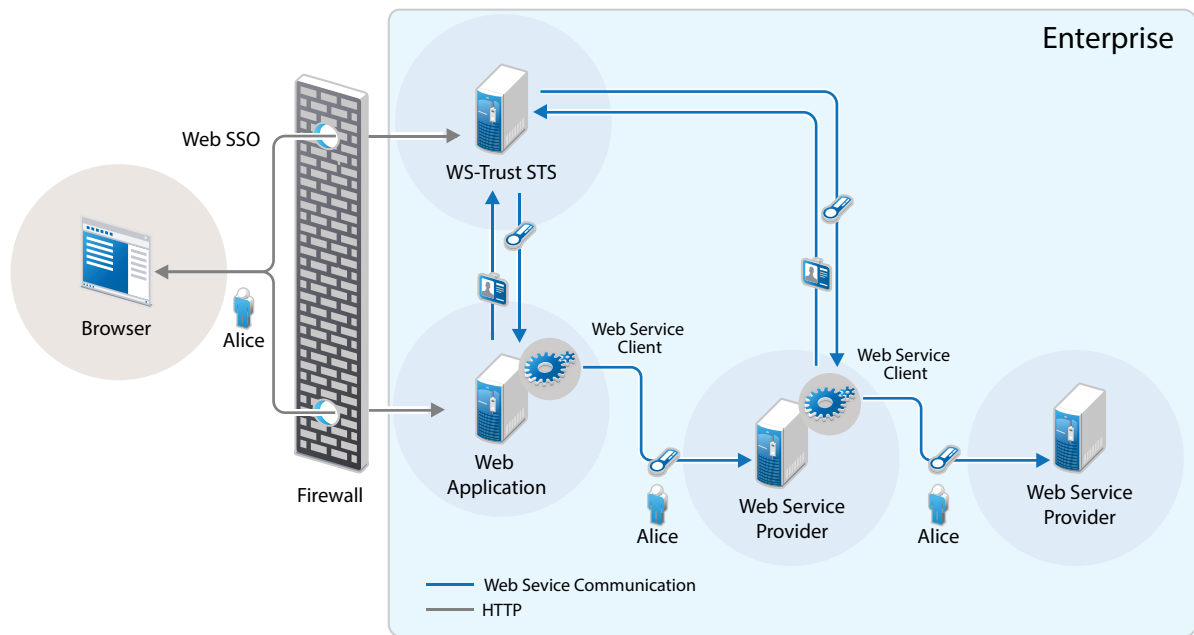 Enterprise
Web SSO
WS-Trust STS
Browser
Alice
Web Service
Client
Web Service
Client
Firewall
Web
Application
Alice
Web Service
Provider
Alice
Web Service
Provider
Web Sevice Communication
HTTP